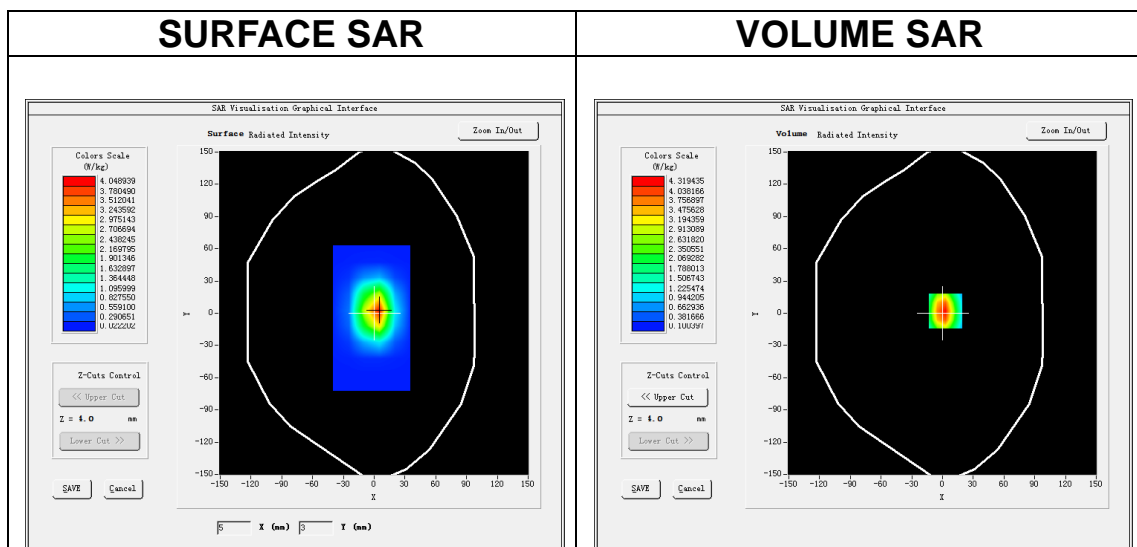 SURFACE SAR
VOLUME SAR
SAR Visualisation Graphical Interface
Surface Radiated Intensity
Zoom In/Out
Colors Scale
(W/kg)
4.048939
3.780490
3.512041
3.243592
2.975143
2.706694
2.438245
2.169795
1.901346
1.632897
1.364448
1.095999
0.827550
0.559100
0.290651
0.022202
150
120
90
60
30
0
-30
-60
-90
-120
-150
Y
-150 -120 -90 -60 -30 0 30 60 90 120 150
X
Z-Cuts Control
<< Upper Cut
Z = 4.0 mm
Lower Cut >>
SAVE Cancel
5 X (mm) 3 Y (mm)
SAR Visualisation Graphical Interface
Volume Radiated Intensity
Zoom In/Out
Colors Scale
(W/kg)
4.319435
4.038166
3.756897
3.475628
3.194359
2.913089
2.631820
2.350551
2.069282
1.788013
1.506743
1.225474
0.944205
0.662936
0.381666
0.100397
150
120
90
60
30
0
-30
-60
-90
-120
-150
Y
-150 -120 -90 -60 -30 0 30 60 90 120 150
X
Z-Cuts Control
<< Upper Cut
Z = 4.0 mm
Lower Cut >>
SAVE Cancel